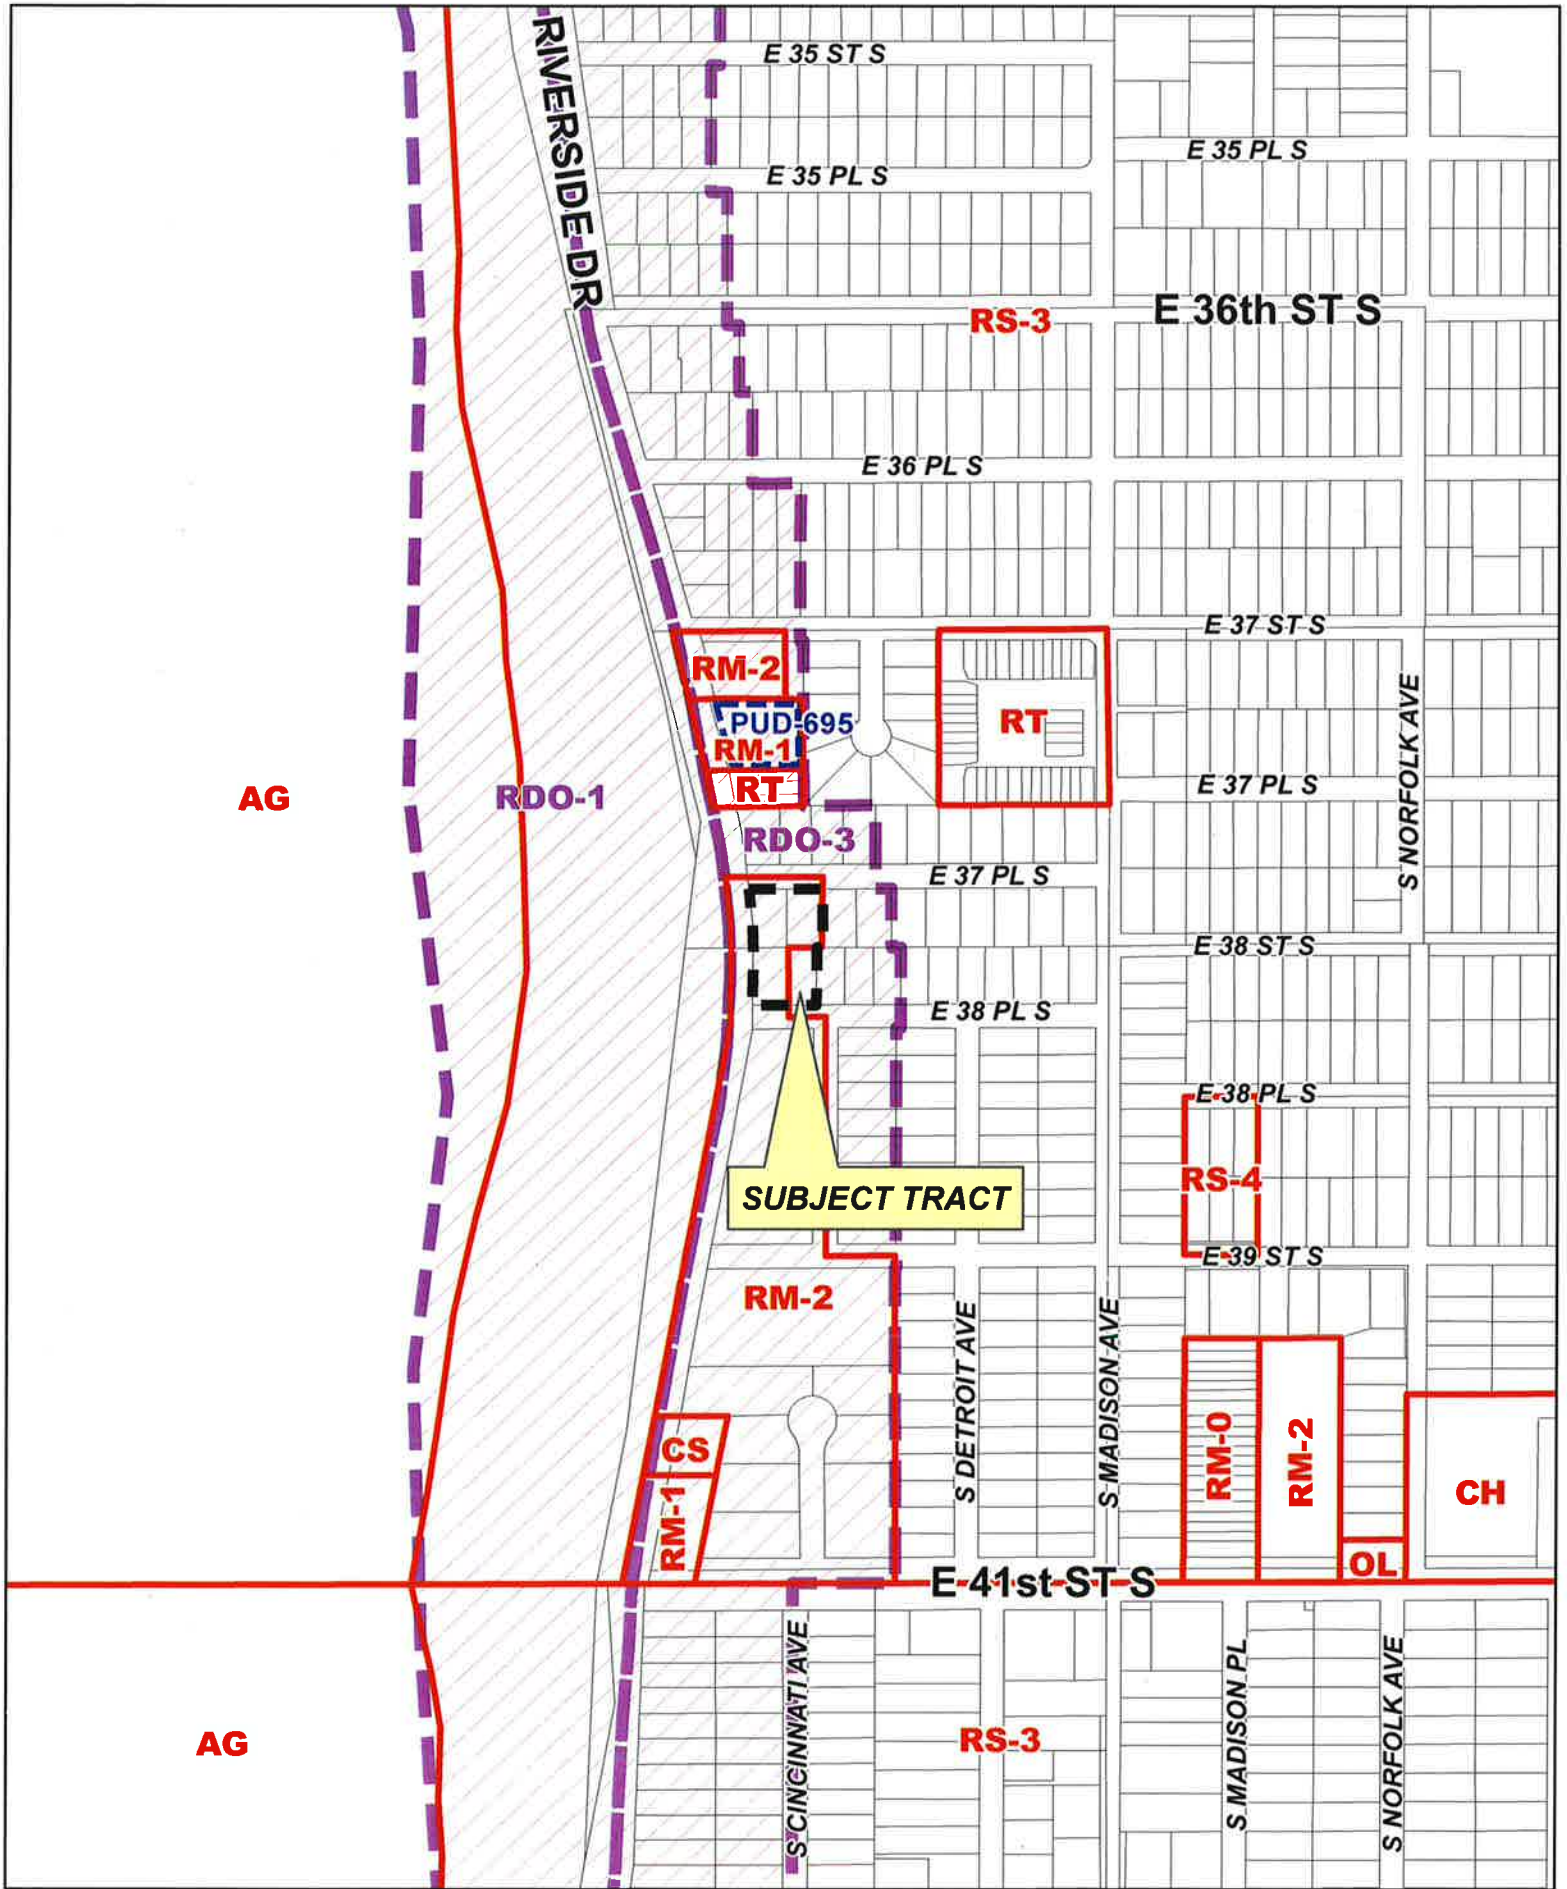 RIVERSIDE DR
E 35 ST S
E 35 PL S
E 35 PL S
E 36th ST S
RS-3
E 36 PL S
E 37 ST S
RM-2
PUD-695
RM-1
RT
RT
S NORFOLK AVE
AG
RDO-1
E 37 PL S
RDO-3
E 37 PL S
E 38 ST S
E 38 PL S
E 38 PL S
RS-4
SUBJECT TRACT
E 39 ST S
RM-2
S DETROIT AVE
S MADISON AVE
CS
RM-1
RM-0
RM-2
CH
OL
E 41st ST S
S CINCINNATI AVE
S MADISON PL
S NORFOLK AVE
AG
RS-3